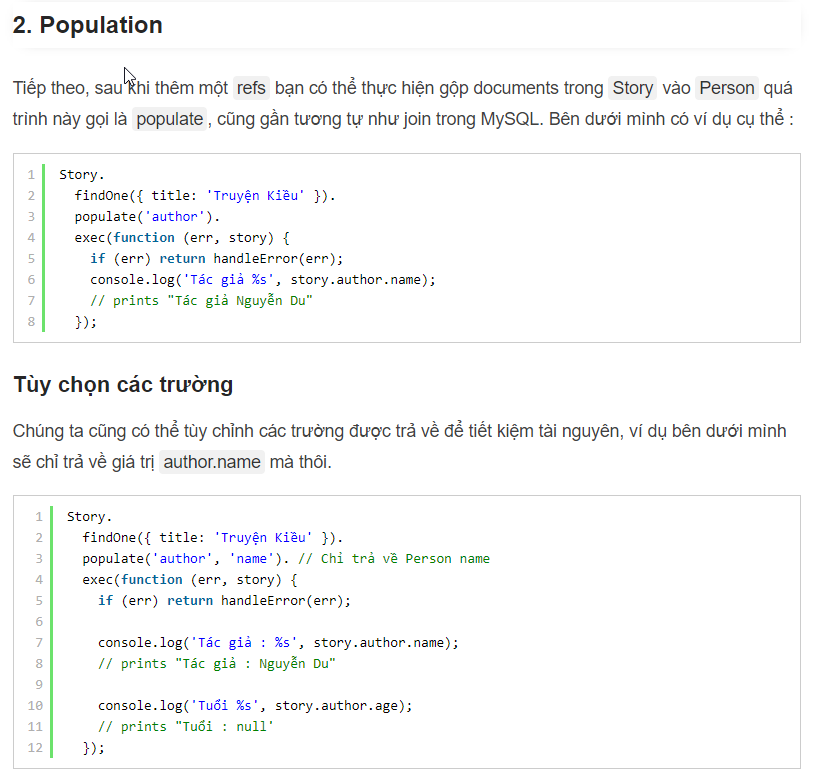 2. Population
Tiếp theo, sau khi thêm một refs bạn có thể thực hiện gộp documents trong Story vào Person quá
trình này gọi là populate , cũng gần tương tự như join trong MySQL. Bên dưới mình có ví dụ cụ thể :
1 Story.
2 findOne({ title: 'Truyện Kiều' }).
3 populate('author').
4 exec(function (err, story) {
5 if (err) return handleError(err);
6 console.log('Tác giả %s', story.author.name);
7 // prints "Tác giả Nguyễn Du"
8 });
Tùy chọn các trường
Chúng ta cũng có thể tùy chỉnh các trường được trả về để tiết kiệm tài nguyên, ví dụ bên dưới mình
sẽ chỉ trả về giá trị author.name mà thôi.
1 Story.
2 findOne({ title: 'Truyện Kiều' }).
3 populate('author', 'name'). // Chỉ trả về Person name
4 exec(function (err, story) {
5 if (err) return handleError(err);
6
7 console.log('Tác giả : %s', story.author.name);
8 // prints "Tác giả : Nguyễn Du"
9
10 console.log('Tuổi %s', story.author.age);
11 // prints "Tuổi : null'
12 });